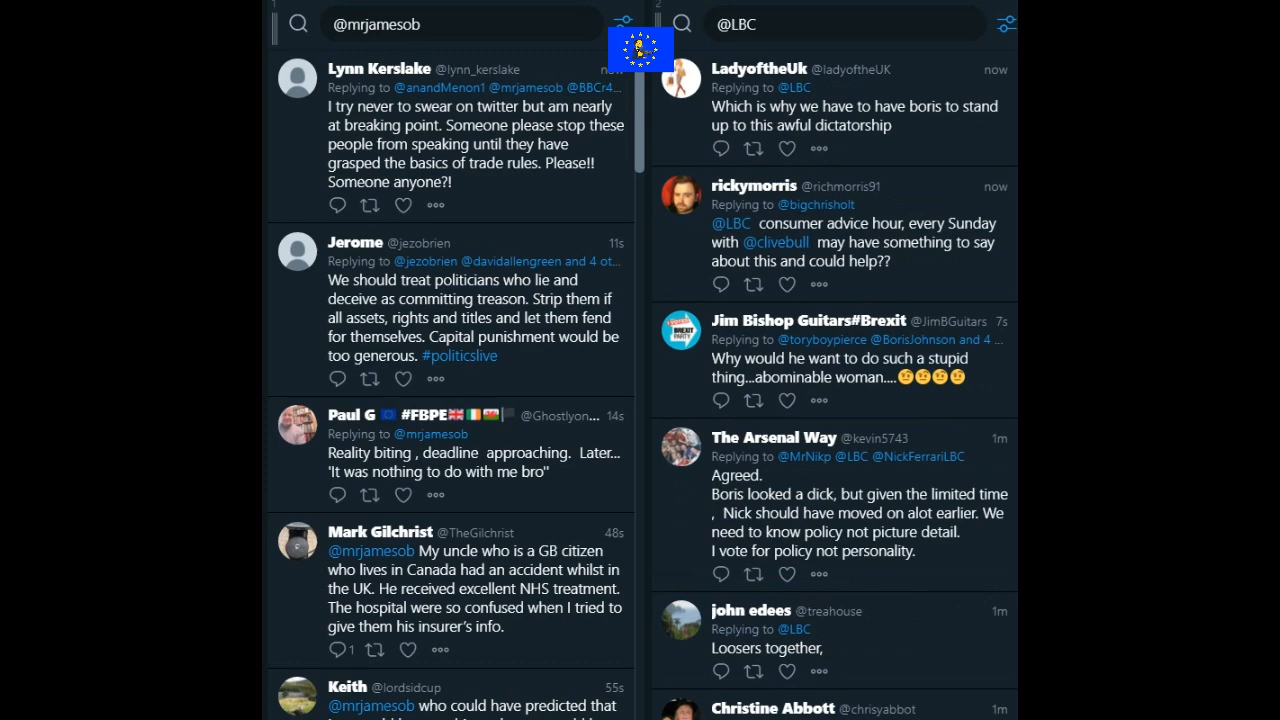 1
@mrjamesob
Lynn Kerslake @lynn_kerslake
Replying to @anandMenon1 @mrjamesob @BBCr4...
I try never to swear on twitter but am nearly
at breaking point. Someone please stop these
people from speaking until they have
grasped the basics of trade rules. Please!!
Someone anyone?!
Jerome @jezobrien 11s
Replying to @jezobrien @davidallengreen and 4 ot...
We should treat politicians who lie and
deceive as committing treason. Strip them if
all assets, rights and titles and let them fend
for themselves. Capital punishment would be
too generous. #politicslive
Paul G 🇪🇺 #FBPE🇬🇧🇮🇪🏴󠁧󠁢󠁷󠁬󠁳󠁿🏴 @Ghostlyon... 14s
Replying to @mrjamesob
Reality biting , deadline approaching. Later...
'It was nothing to do with me bro"
Mark Gilchrist @TheGilchrist 48s
@mrjamesob My uncle who is a GB citizen
who lives in Canada had an accident whilst in
the UK. He received excellent NHS treatment.
The hospital were so confused when I tried to
give them his insurer's info.
1
Keith @lordsidcup 55s
@mrjamesob who could have predicted that
2
@LBC
LadyoftheUk @ladyoftheUK now
Replying to @LBC
Which is why we have to have boris to stand
up to this awful dictatorship
rickymorris @richmorris91 now
Replying to @bigchrisholt
@LBC consumer advice hour, every Sunday
with @clivebull may have something to say
about this and could help??
Jim Bishop Guitars#Brexit @JimBGuitars 7s
Replying to @toryboypierce @BorisJohnson and 4 ...
Why would he want to do such a stupid
thing...abominable woman....🤨🤨🤨🤨
BREXIT
PARTY
The Arsenal Way @kevin5743 1m
Replying to @MrNikp @LBC @NickFerrariLBC
Agreed.
Boris looked a dick, but given the limited time
, Nick should have moved on alot earlier. We
need to know policy not picture detail.
I vote for policy not personality.
john edees @treahouse 1m
Replying to @LBC
Loosers together,
Christine Abbott @chrisyabbot 1m